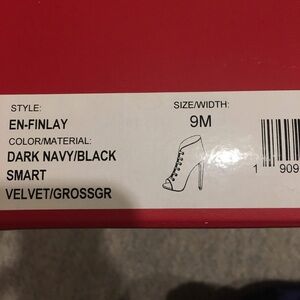 STYLE:
EN-FINLAY
COLOR/MATERIAL:
DARK NAVY/BLACK
SMART
VELVET/GROSSGR
SIZE/WIDTH:
9M
1 909